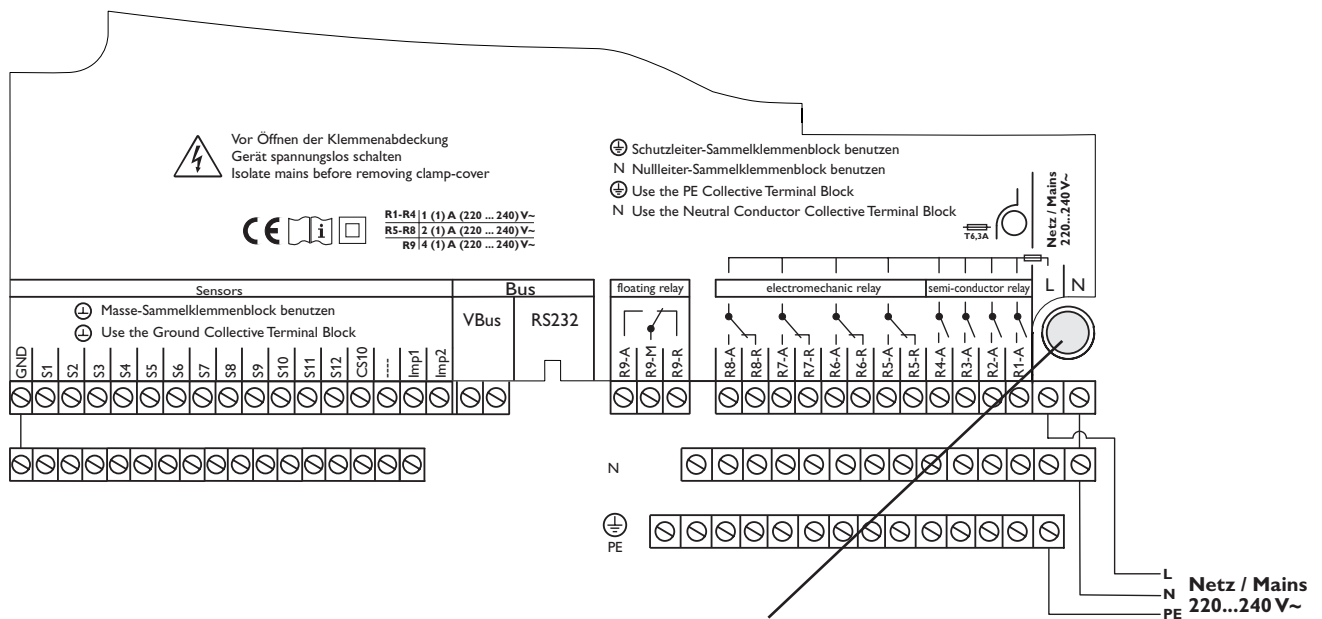 Vor Öffnen der Klemmenabdeckung
Gerät spannungslos schalten
Isolate mains before removing clamp-cover
R1-R4 1 (1) A (220 ... 240) V~
R5-R8 2 (1) A (220 ... 240) V~
R9 4 (1) A (220 ... 240) V~
Schutzleiter-Sammelklemmenblock benutzen
N Nullleiter-Sammelklemmenblock benutzen
Use the PE Collective Terminal Block
N Use the Neutral Conductor Collective Terminal Block
T6,3A
Netz / Mains
220...240 V~
Sensors
Masse-Sammelklemmenblock benutzen
Use the Ground Collective Terminal Block
Bus
VBus RS232
floating relay
electromechanic relay
semi-conductor relay
L N
GND S1 S2 S3 S4 S5 S6 S7 S8 S9 S10 S11 S12 CS10 ---- Imp1 Imp2
R9-A R9-M R9-R
R8-A R8-R R7-A R7-R R6-A R6-R R5-A R5-R R4-A R3-A R2-A R1-A
N
PE
L
N
PE
Netz / Mains
220...240 V~